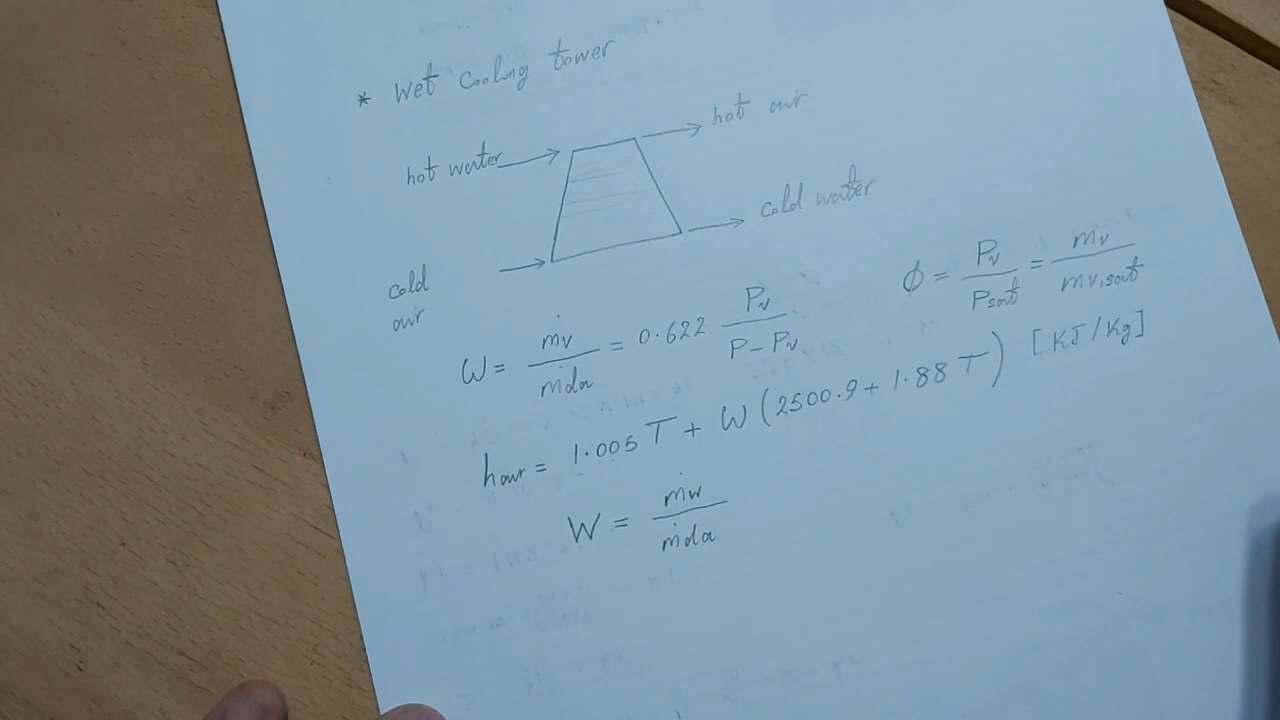 * Wet Cooling tower
hot air
hot water
cold water
cold
air
ω = ṁv / ṁda = 0.622 Pv / P - Pv
ϕ = Pv / Psat = mv / mv,sat
hair = 1.005 T + W (2500.9 + 1.88 T) [KJ/Kg]
W = ṁw / ṁda